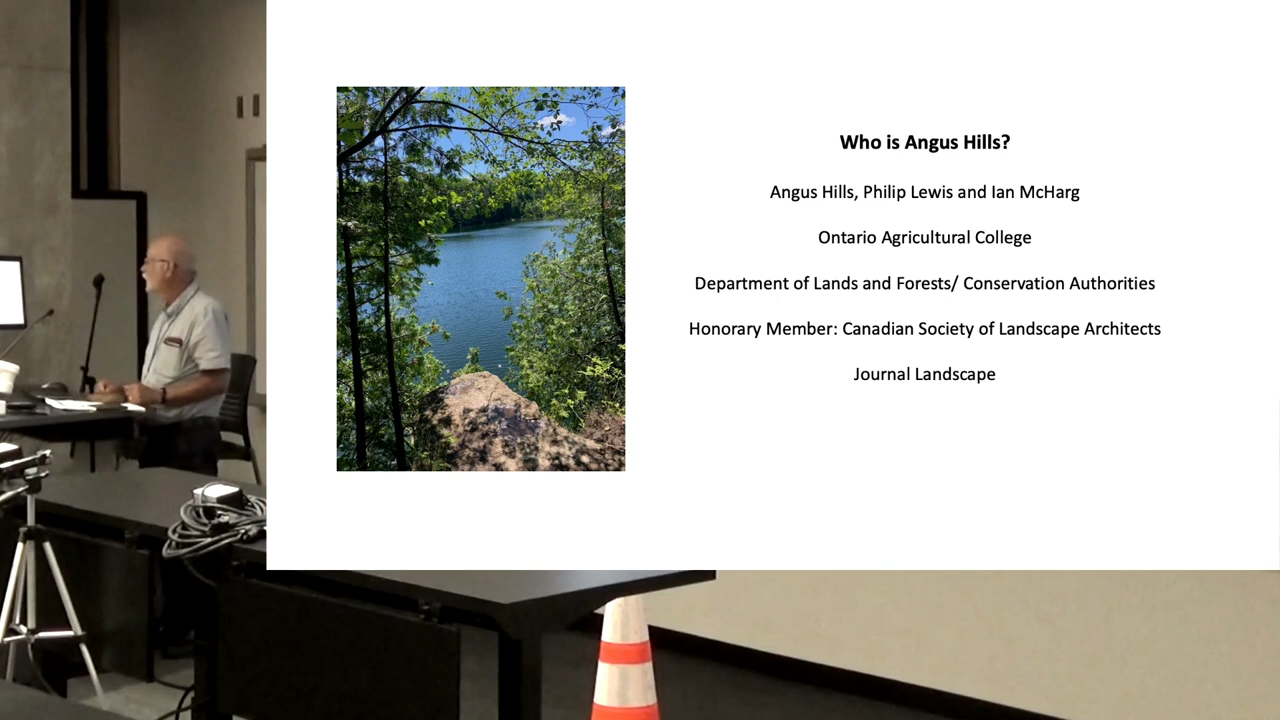 Who is Angus Hills?
Angus Hills, Philip Lewis and Ian McHarg
Ontario Agricultural College
Department of Lands and Forests/ Conservation Authorities
Honorary Member: Canadian Society of Landscape Architects
Journal Landscape